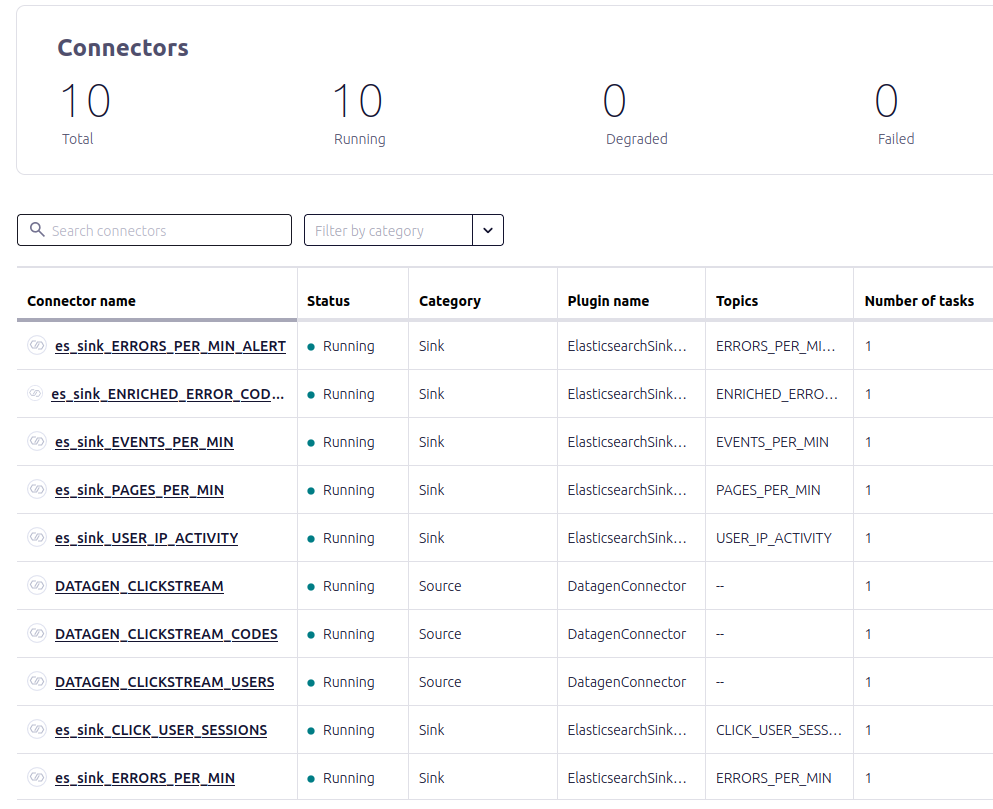 Connectors
10 10 0 0
Total Running Degraded Failed
Search connectors Filter by category
Connector name Status Category Plugin name Topics Number of tasks
es_sink_ERRORS_PER_MIN_ALERT Running Sink ElasticsearchSink... ERRORS_PER_MI... 1
es_sink_ENRICHED_ERROR_COD... Running Sink ElasticsearchSink... ENRICHED_ERRO... 1
es_sink_EVENTS_PER_MIN Running Sink ElasticsearchSink... EVENTS_PER_MIN 1
es_sink_PAGES_PER_MIN Running Sink ElasticsearchSink... PAGES_PER_MIN 1
es_sink_USER_IP_ACTIVITY Running Sink ElasticsearchSink... USER_IP_ACTIVITY 1
DATAGEN_CLICKSTREAM Running Source DatagenConnector -- 1
DATAGEN_CLICKSTREAM_CODES Running Source DatagenConnector -- 1
DATAGEN_CLICKSTREAM_USERS Running Source DatagenConnector -- 1
es_sink_CLICK_USER_SESSIONS Running Sink ElasticsearchSink... CLICK_USER_SESS... 1
es_sink_ERRORS_PER_MIN Running Sink ElasticsearchSink... ERRORS_PER_MIN 1